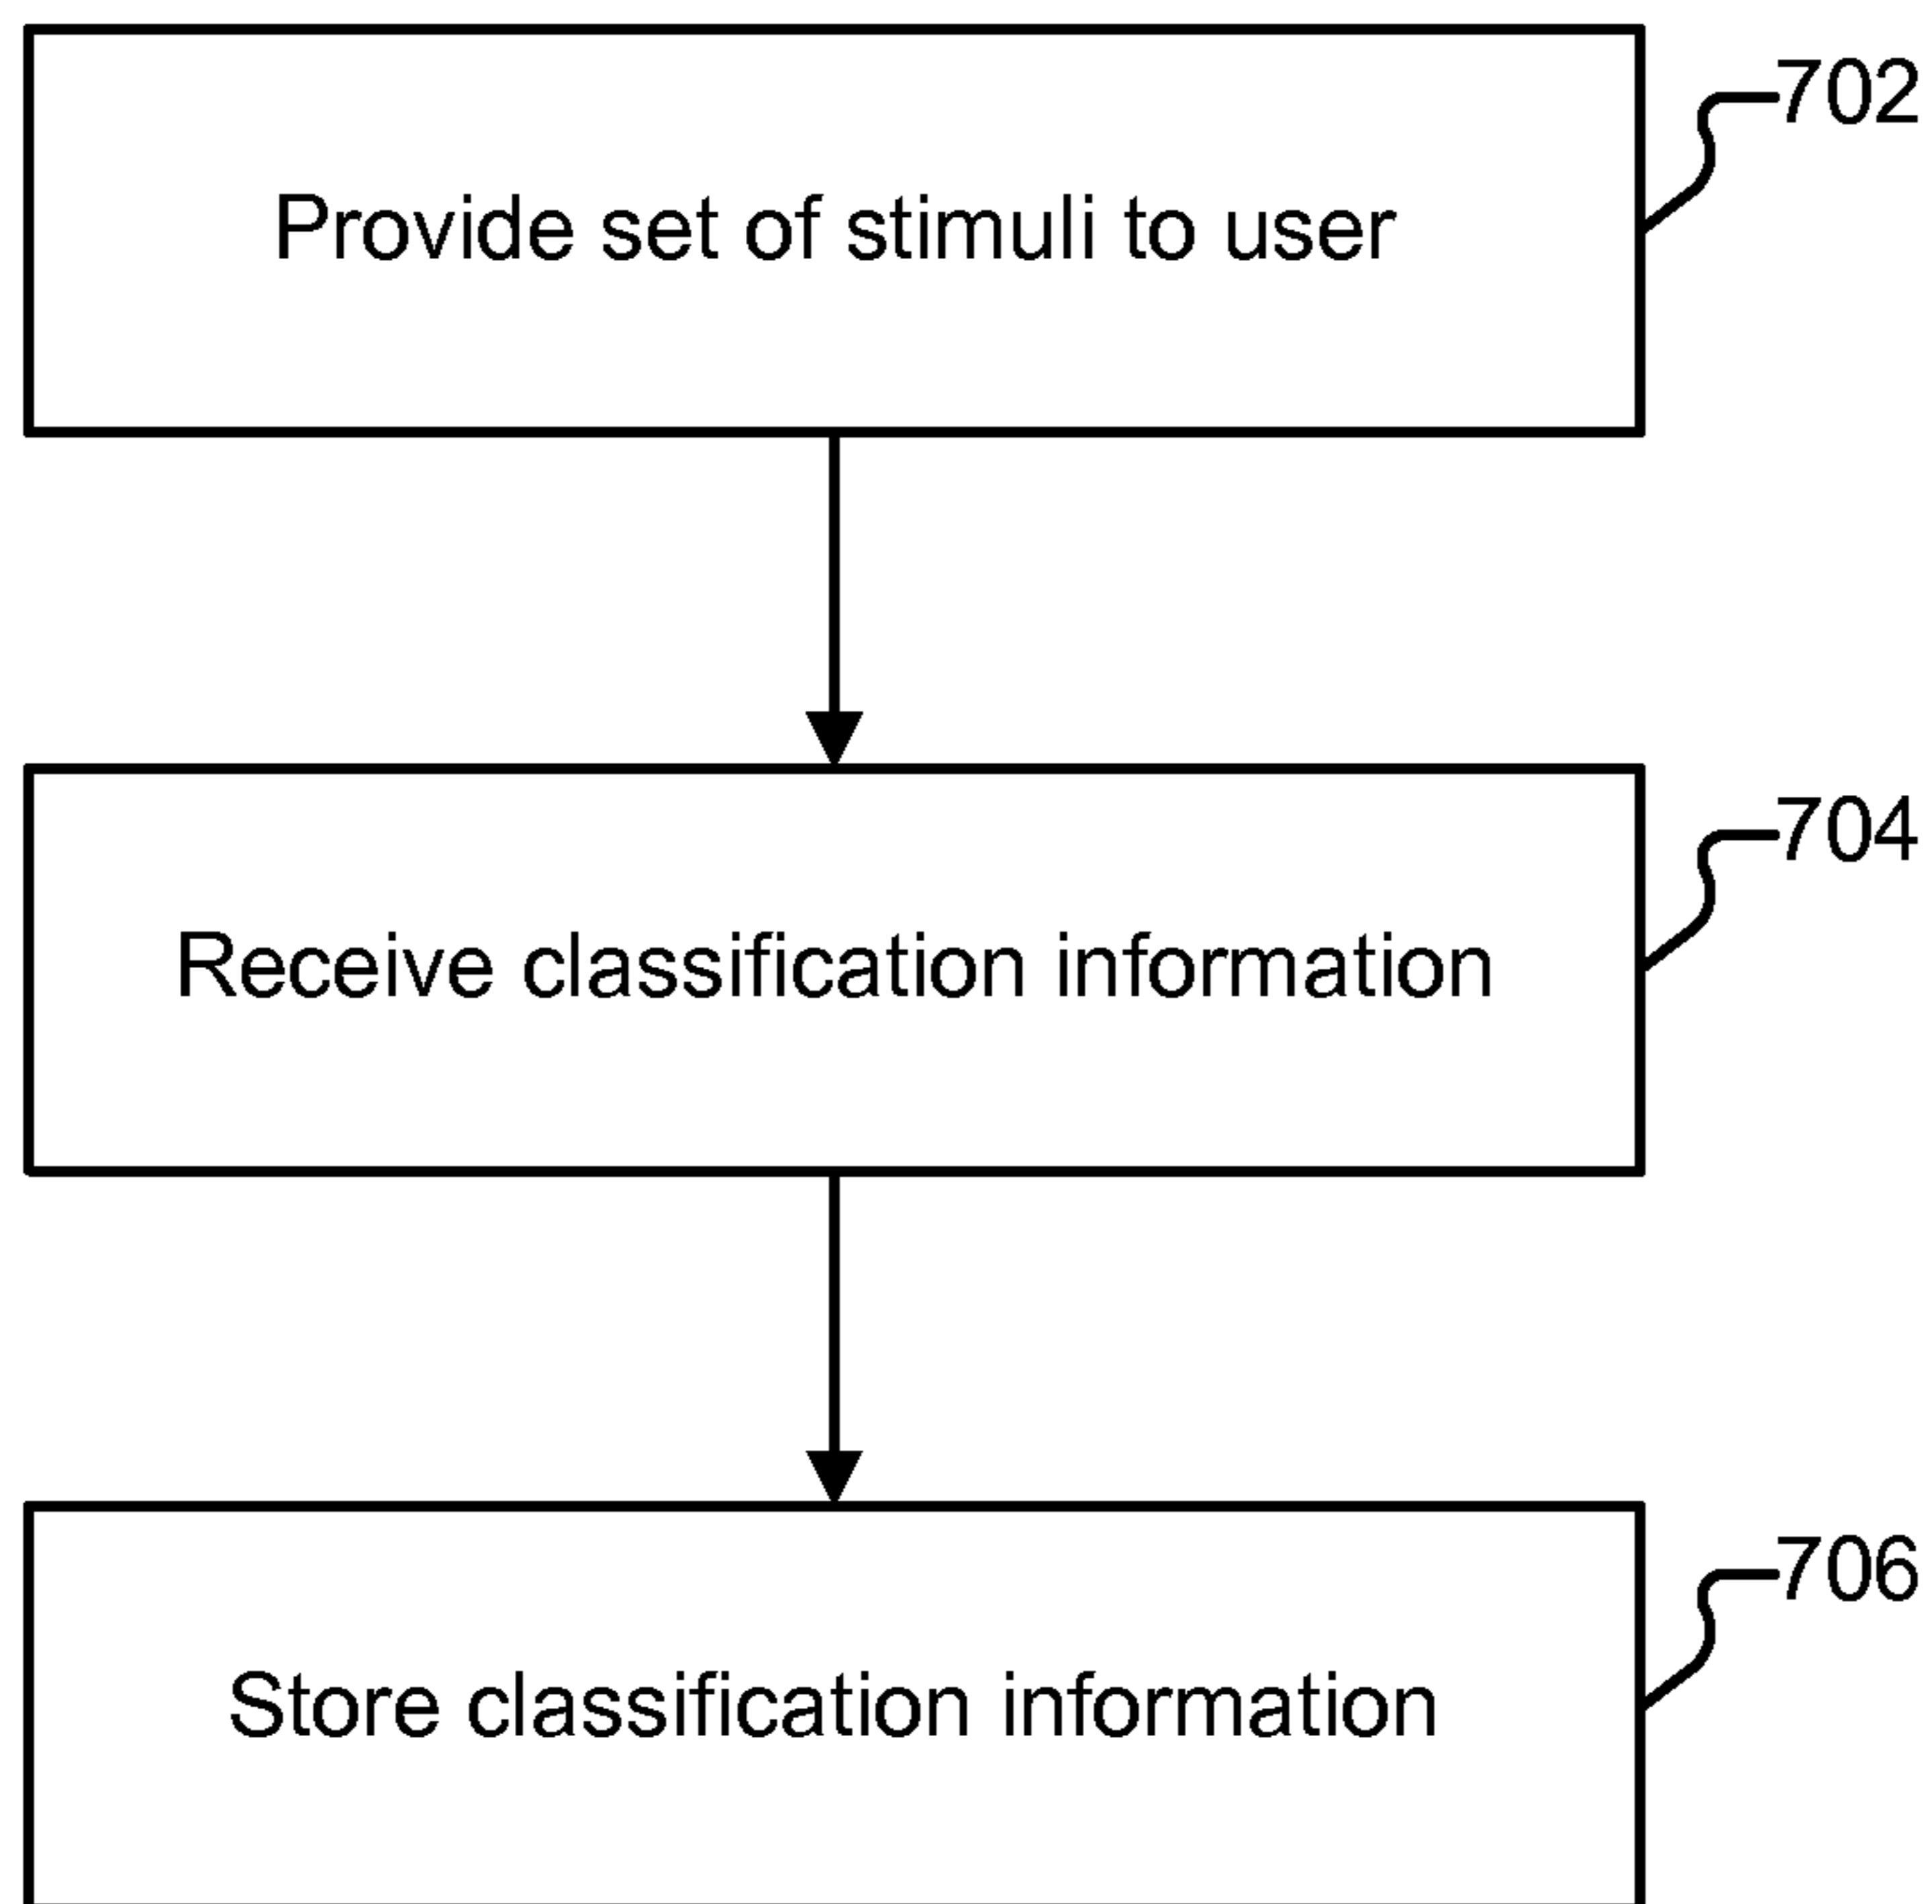 702
Provide set of stimuli to user
704
Receive classification information
706
Store classification information